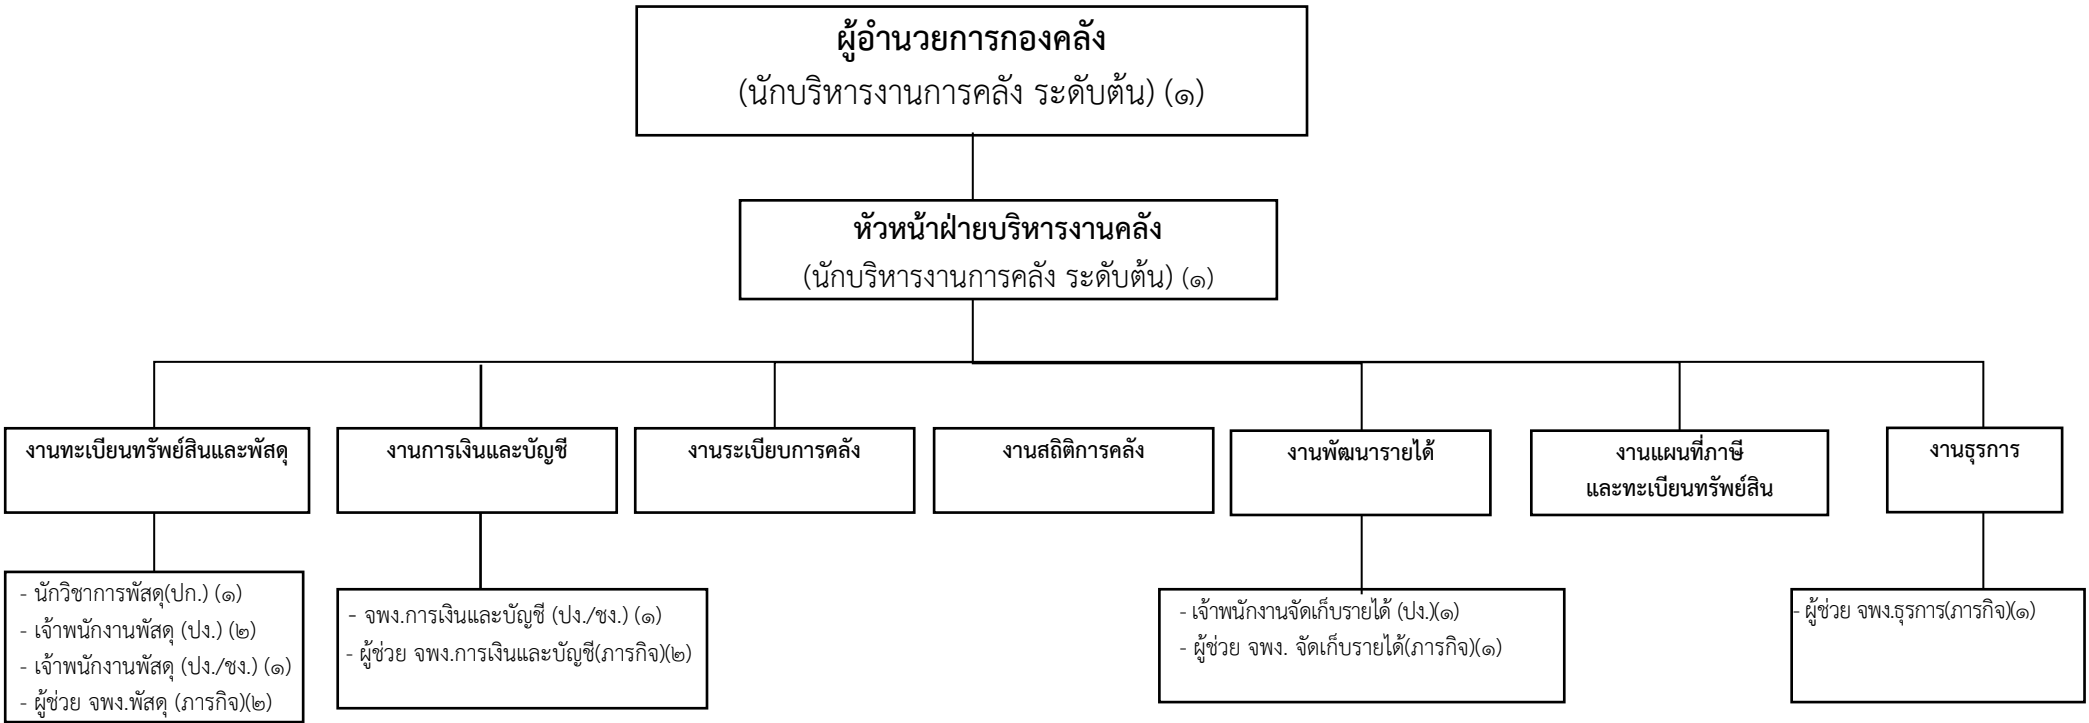 ผู้อำนวยการกองคลัง
(นักบริหารงานการคลัง ระดับต้น) (๑)
หัวหน้าฝ่ายบริหารงานคลัง
(นักบริหารงานการคลัง ระดับต้น) (๑)
งานทะเบียนทรัพย์สินและพัสดุ
งานการเงินและบัญชี
งานระเบียบการคลัง
งานสถิติการคลัง
งานพัฒนารายได้
งานแผนที่ภาษี
และทะเบียนทรัพย์สิน
งานธุรการ
- นักวิชาการพัสดุ(ปก.) (๑)
- เจ้าพนักงานพัสดุ (ปง.) (๒)
- เจ้าพนักงานพัสดุ (ปง./ชง.) (๑)
- ผู้ช่วย จพง.พัสดุ (ภารกิจ)(๒)
- จพง.การเงินและบัญชี (ปง./ชง.) (๑)
- ผู้ช่วย จพง.การเงินและบัญชี(ภารกิจ)(๒)
- เจ้าพนักงานจัดเก็บรายได้ (ปง.)(๑)
- ผู้ช่วย จพง. จัดเก็บรายได้(ภารกิจ)(๑)
- ผู้ช่วย จพง.ธุรการ(ภารกิจ)(๑)